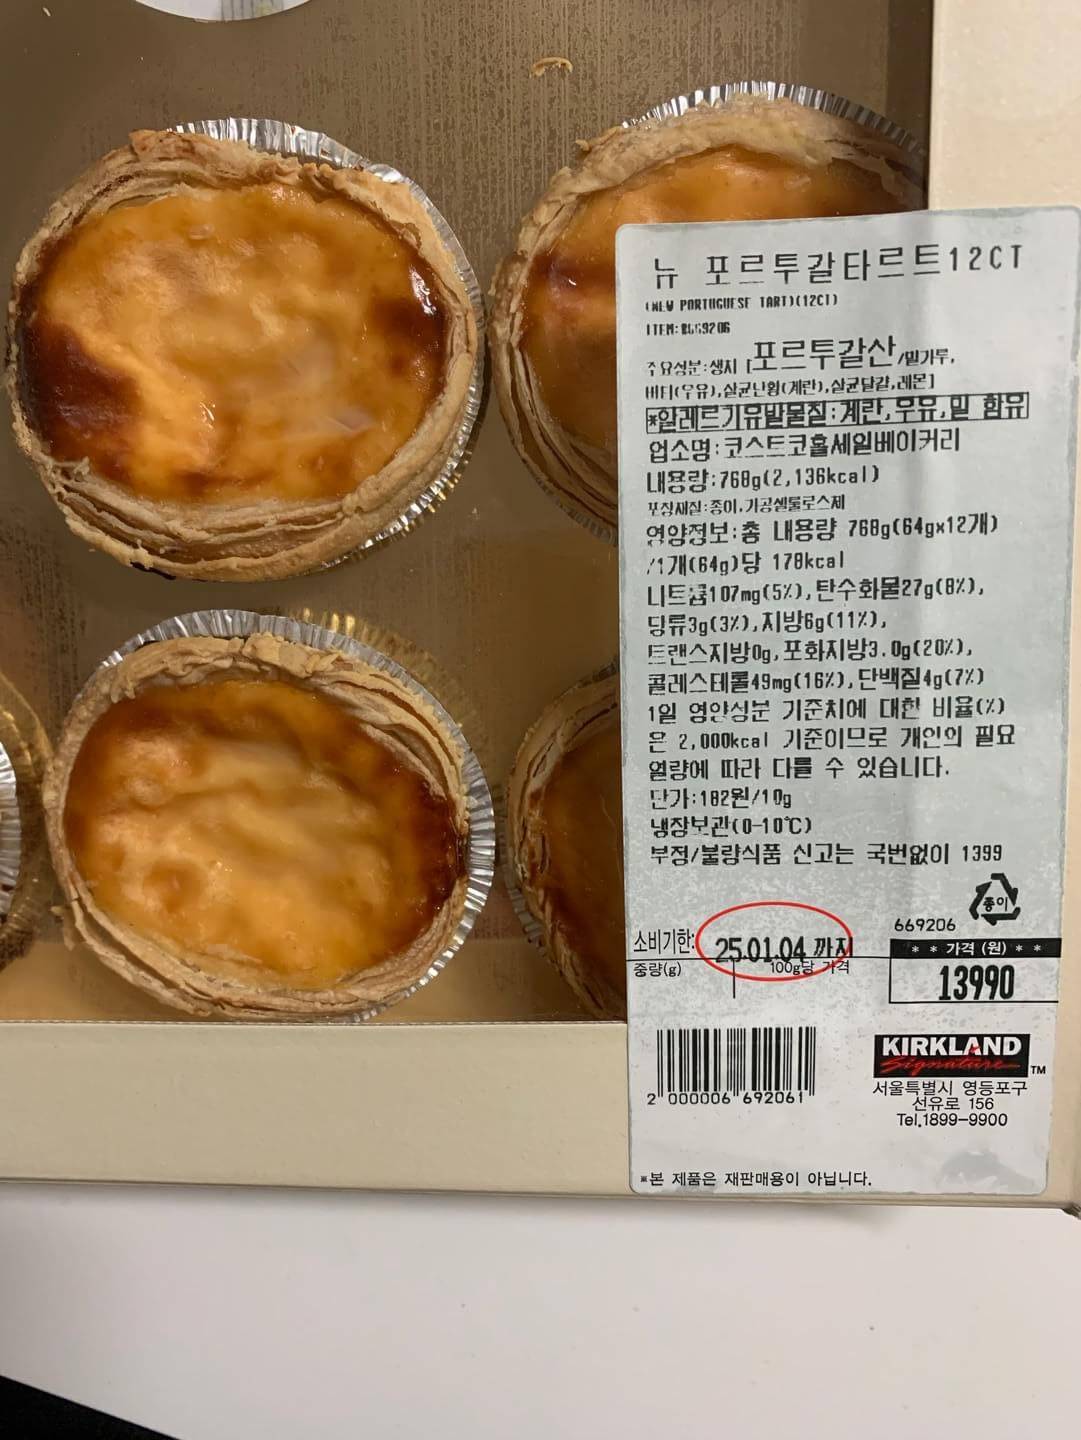 뉴 포르투갈타르트12CT
(NEW PORTUGUESE TART)(12CT)
ITEM:#669206
주요성분:생지 [포르투갈산/밀가루,
버터(우유),살균난황(계란),살균달걀,레몬]
*알레르기유발물질:계란,우유,밀 함유
업소명:코스트코홀세일베이커리
내용량:768g(2,136kcal)
포장재질:종이,가공셀룰로스제
영양정보:총 내용량 768g(64gx12개)
/1개(64g)당 178kcal
나트륨107mg(5%),탄수화물27g(8%),
당류3g(3%),지방6g(11%),
트랜스지방0g,포화지방3.0g(20%),
콜레스테롤49mg(16%),단백질4g(7%)
1일 영양성분 기준치에 대한 비율(%)
은 2,000kcal 기준이므로 개인의 필요
열량에 따라 다를 수 있습니다.
단가:182원/10g
냉장보관(0-10℃)
부정/불량식품 신고는 국번없이 1399
종이
669206
소비기한: 25.01.04 까지
중량(g) 100g당 가격
* * 가격 (원) * *
13990
KIRKLAND
Signature TM
2 000006 692061
서울특별시 영등포구
선유로 156
Tel.1899-9900
※본 제품은 재판매용이 아닙니다.